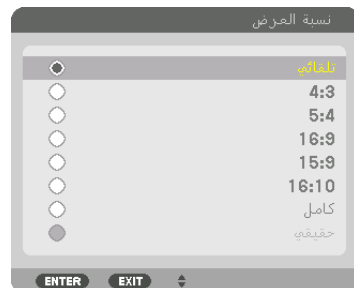 نسبة العرض
تلقائي
4:3
5:4
16:9
15:9
16:10
كامل
حقيقي
ENTER EXIT